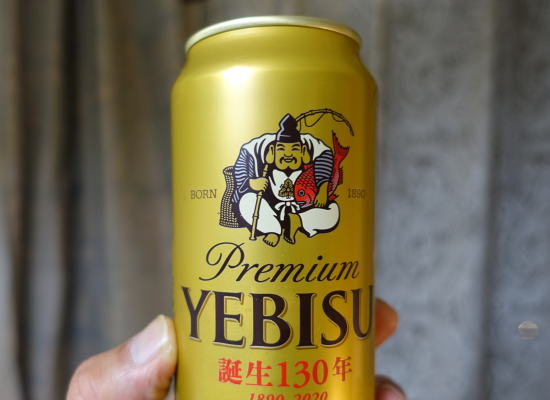 BORN 1890
Premium
YEBISU
誕生130年
1890-2020